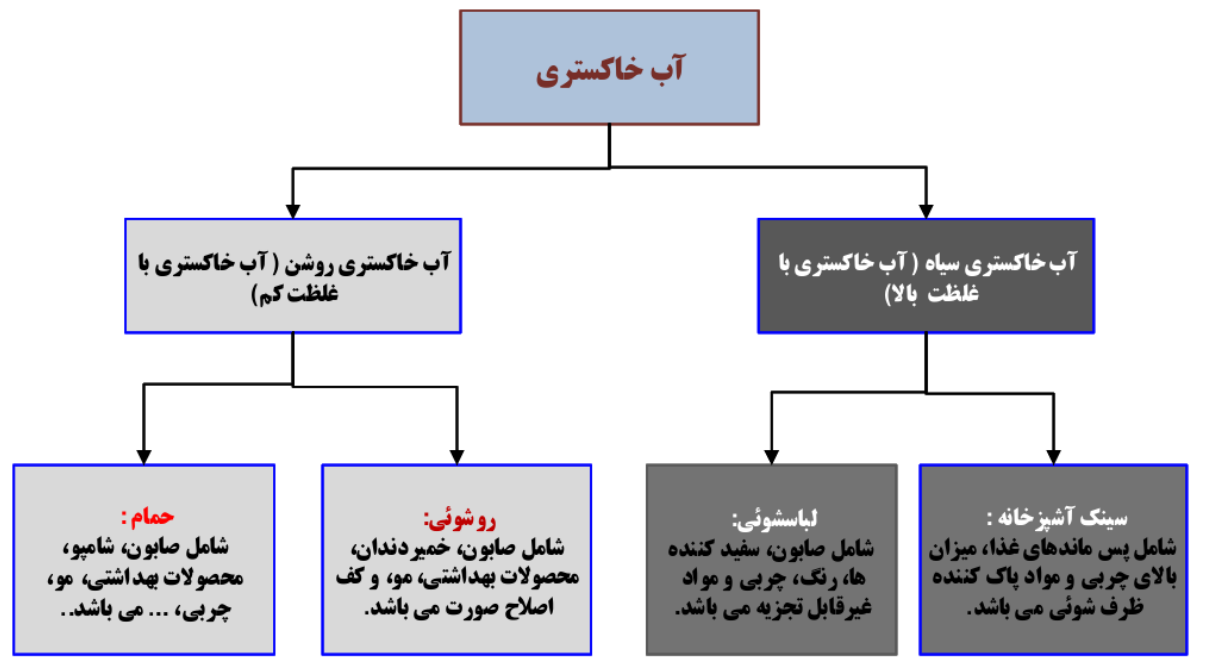 آب خاکستری
آب خاکستری سیاه ( آب خاکستری با
غلظت بالا)
آب خاکستری روشن ( آب خاکستری با
غلظت کم)
سینک آشپزخانه :
شامل پس ماندهای غذا، میزان
بالای چربی و مواد پاک کننده
ظرف شوئی می باشد.
لباسشوئی:
شامل صابون، سفید کننده
ها، رنگ، چربی و مواد
غیرقابل تجزیه می باشد.
روشوئی:
شامل صابون، خمیردندان،
محصولات بهداشتی، مو، و کف
اصلاح صورت می باشد.
حمام :
شامل صابون، شامپو،
محصولات بهداشتی، مو،
چربی، ... می باشد. .